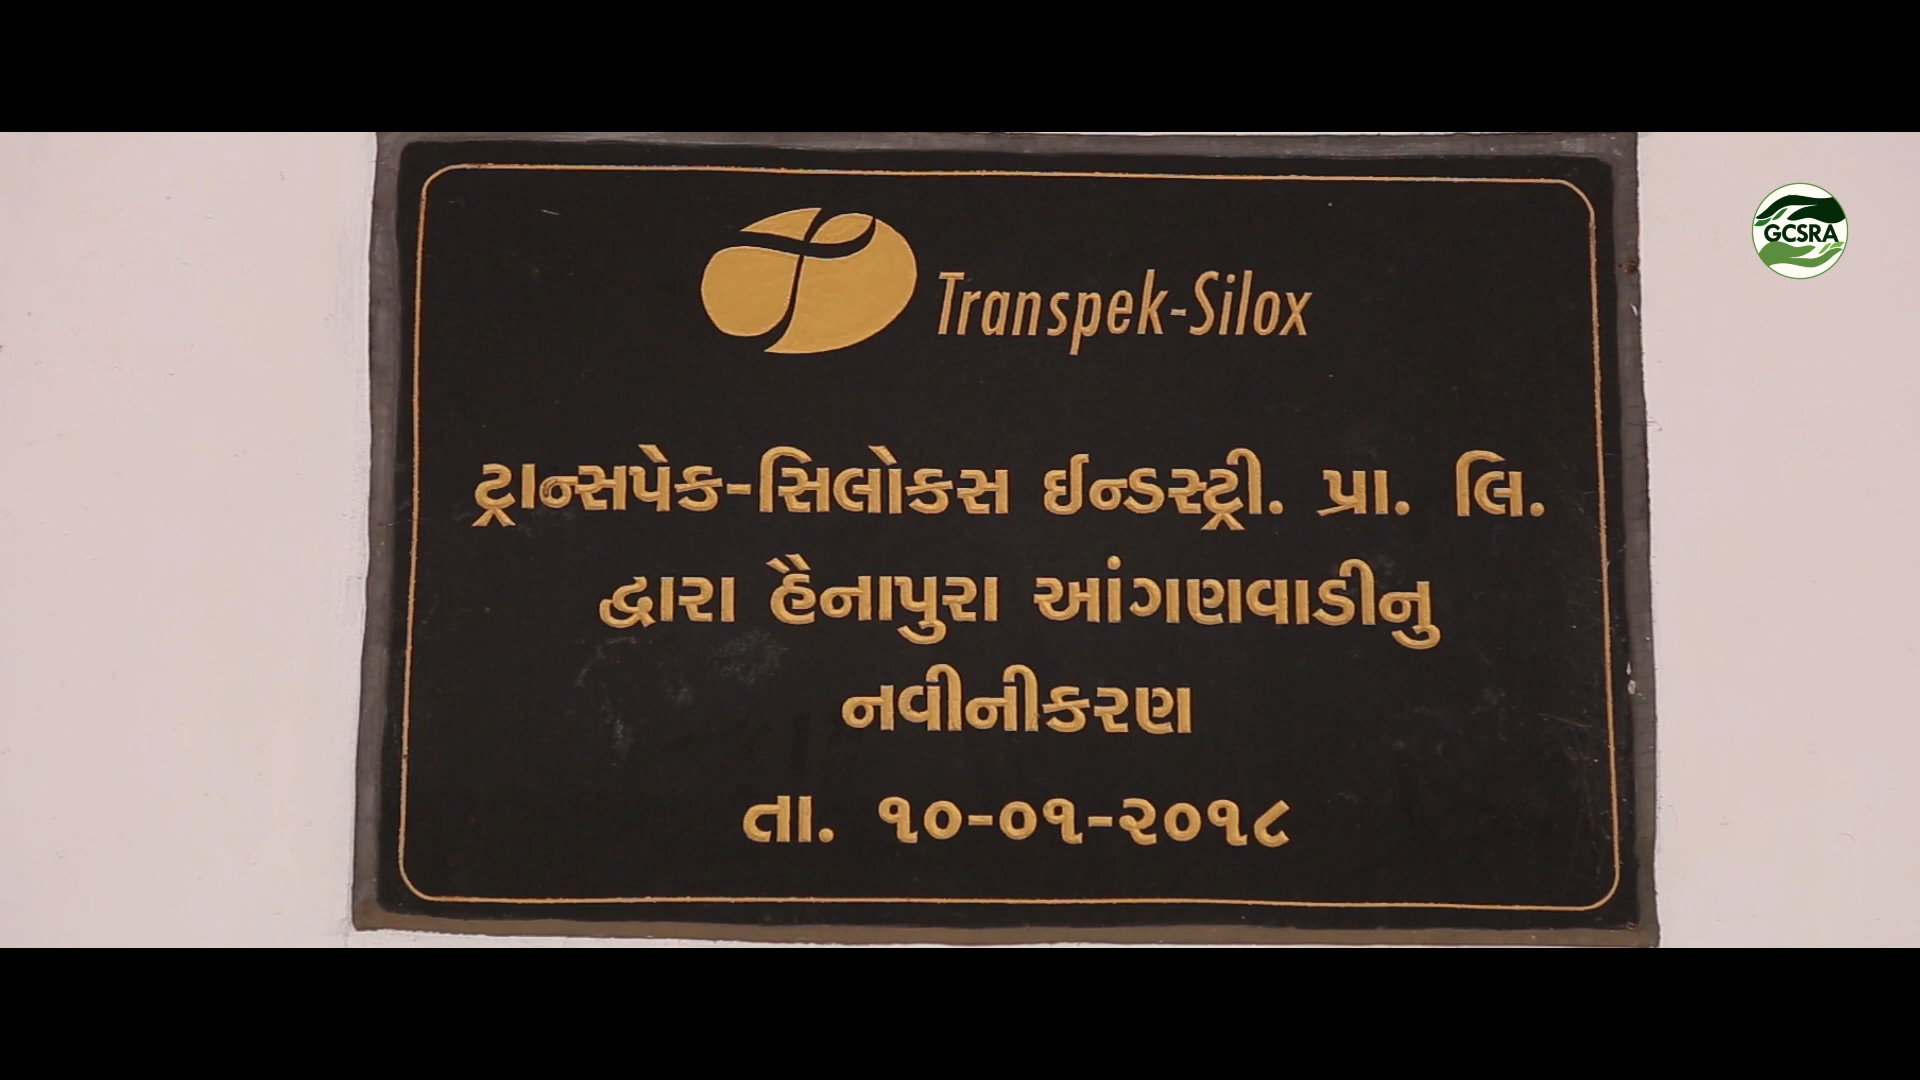 Transpek-Silox
GCSRA
ટ્રાન્સપેક-સિલોકસ ઈન્ડસ્ટ્રી. પ્રા. લિ.
દ્વારા હૈનાપુરા આંગણવાડીનુ
નવીનીકરણ
તા. ૧૦-૦૧-૨૦૧૮